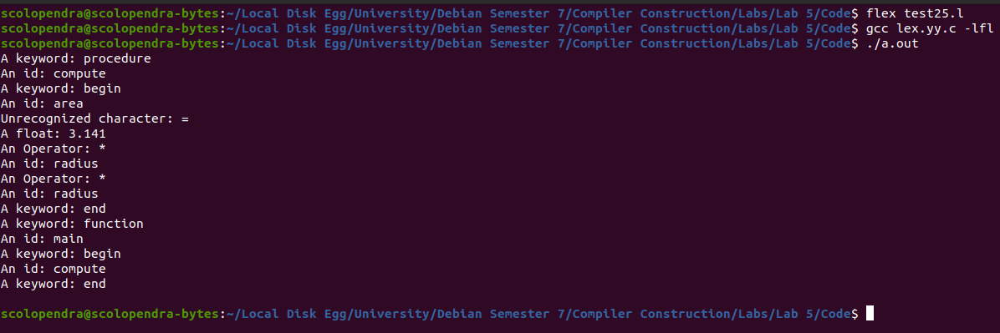 scolopendra@scolopendra-bytes:~/Local Disk Egg/University/Debian Semester 7/Compiler Construction/Labs/Lab 5/Code$ flex test25.l
scolopendra@scolopendra-bytes:~/Local Disk Egg/University/Debian Semester 7/Compiler Construction/Labs/Lab 5/Code$ gcc lex.yy.c -lfl
scolopendra@scolopendra-bytes:~/Local Disk Egg/University/Debian Semester 7/Compiler Construction/Labs/Lab 5/Code$ ./a.out
A keyword: procedure
An id: compute
A keyword: begin
An id: area
Unrecognized character: =
A float: 3.141
An Operator: *
An id: radius
An Operator: *
An id: radius
A keyword: end
A keyword: function
An id: main
A keyword: begin
An id: compute
A keyword: end
scolopendra@scolopendra-bytes:~/Local Disk Egg/University/Debian Semester 7/Compiler Construction/Labs/Lab 5/Code$